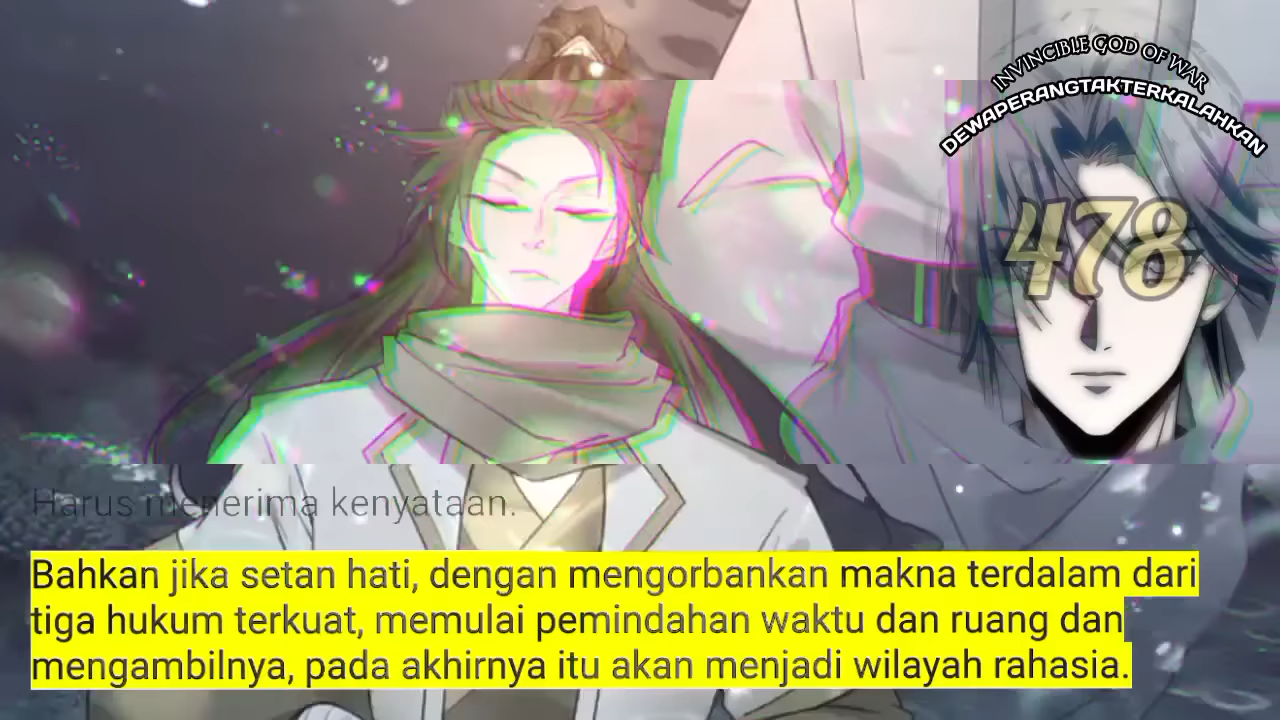 INVINCIBLE GOD OF WAR
DEWAPERANGTAKTERKALAHKAN
478
Harus menerima kenyataan.
Bahkan jika setan hati, dengan mengorbankan makna terdalam dari
tiga hukum terkuat, memulai pemindahan waktu dan ruang dan
mengambilnya, pada akhirnya itu akan menjadi wilayah rahasia.